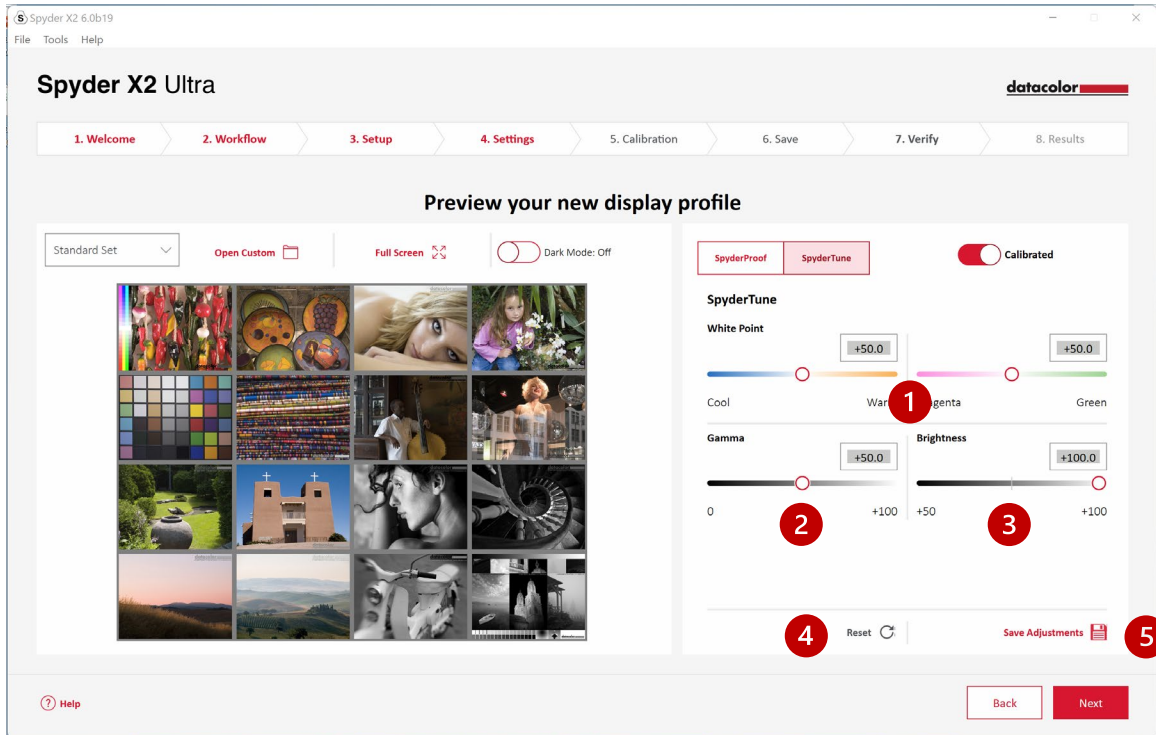 Spyder X2 6.0b19
File Tools Help
Spyder X2 Ultra
datacolor
1. Welcome 2. Workflow 3. Setup 4. Settings 5. Calibration 6. Save 7. Verify 8. Results
Preview your new display profile
Standard Set Open Custom Full Screen Dark Mode: Off
SpyderProof SpyderTune Calibrated
SpyderTune
White Point
+50.0 +50.0
Cool War 1 genta Green
Gamma Brightness
+50.0 +100.0
0 +100 +50 +100
2 3
4 Reset Save Adjustments 5
? Help Back Next